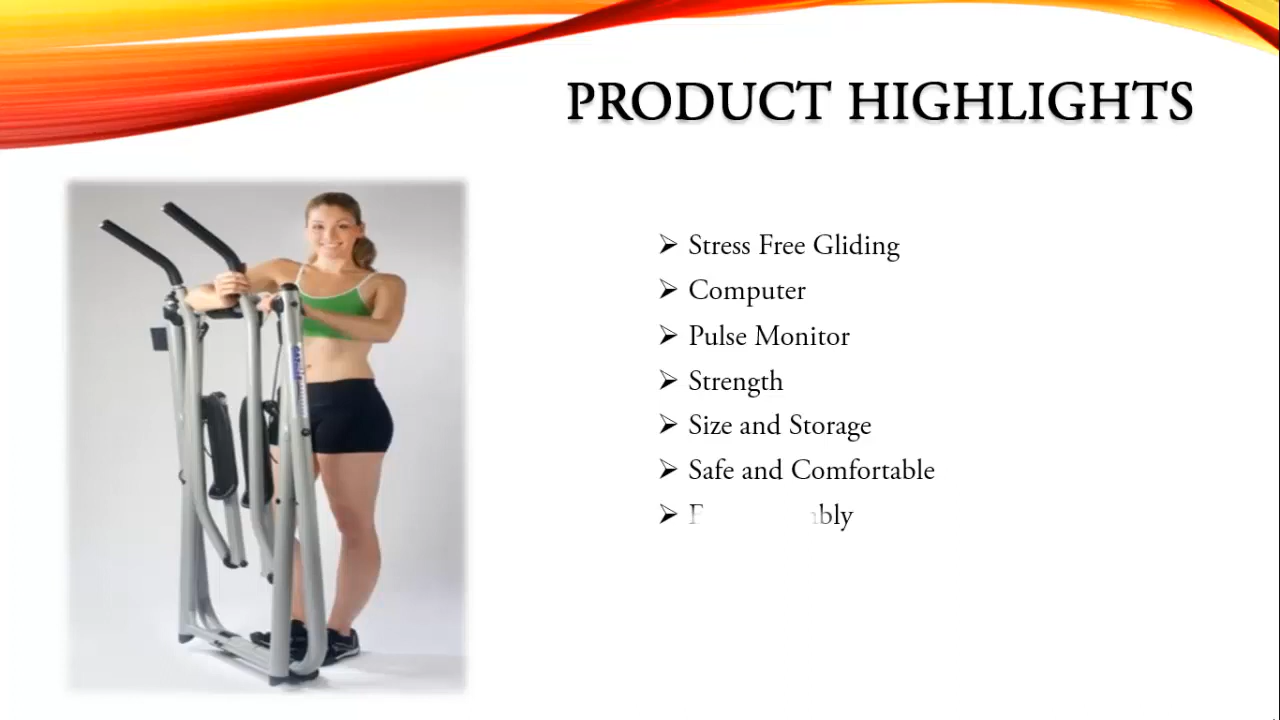 PRODUCT HIGHLIGHTS
Stress Free Gliding
Computer
Pulse Monitor
Strength
Size and Storage
Safe and Comfortable